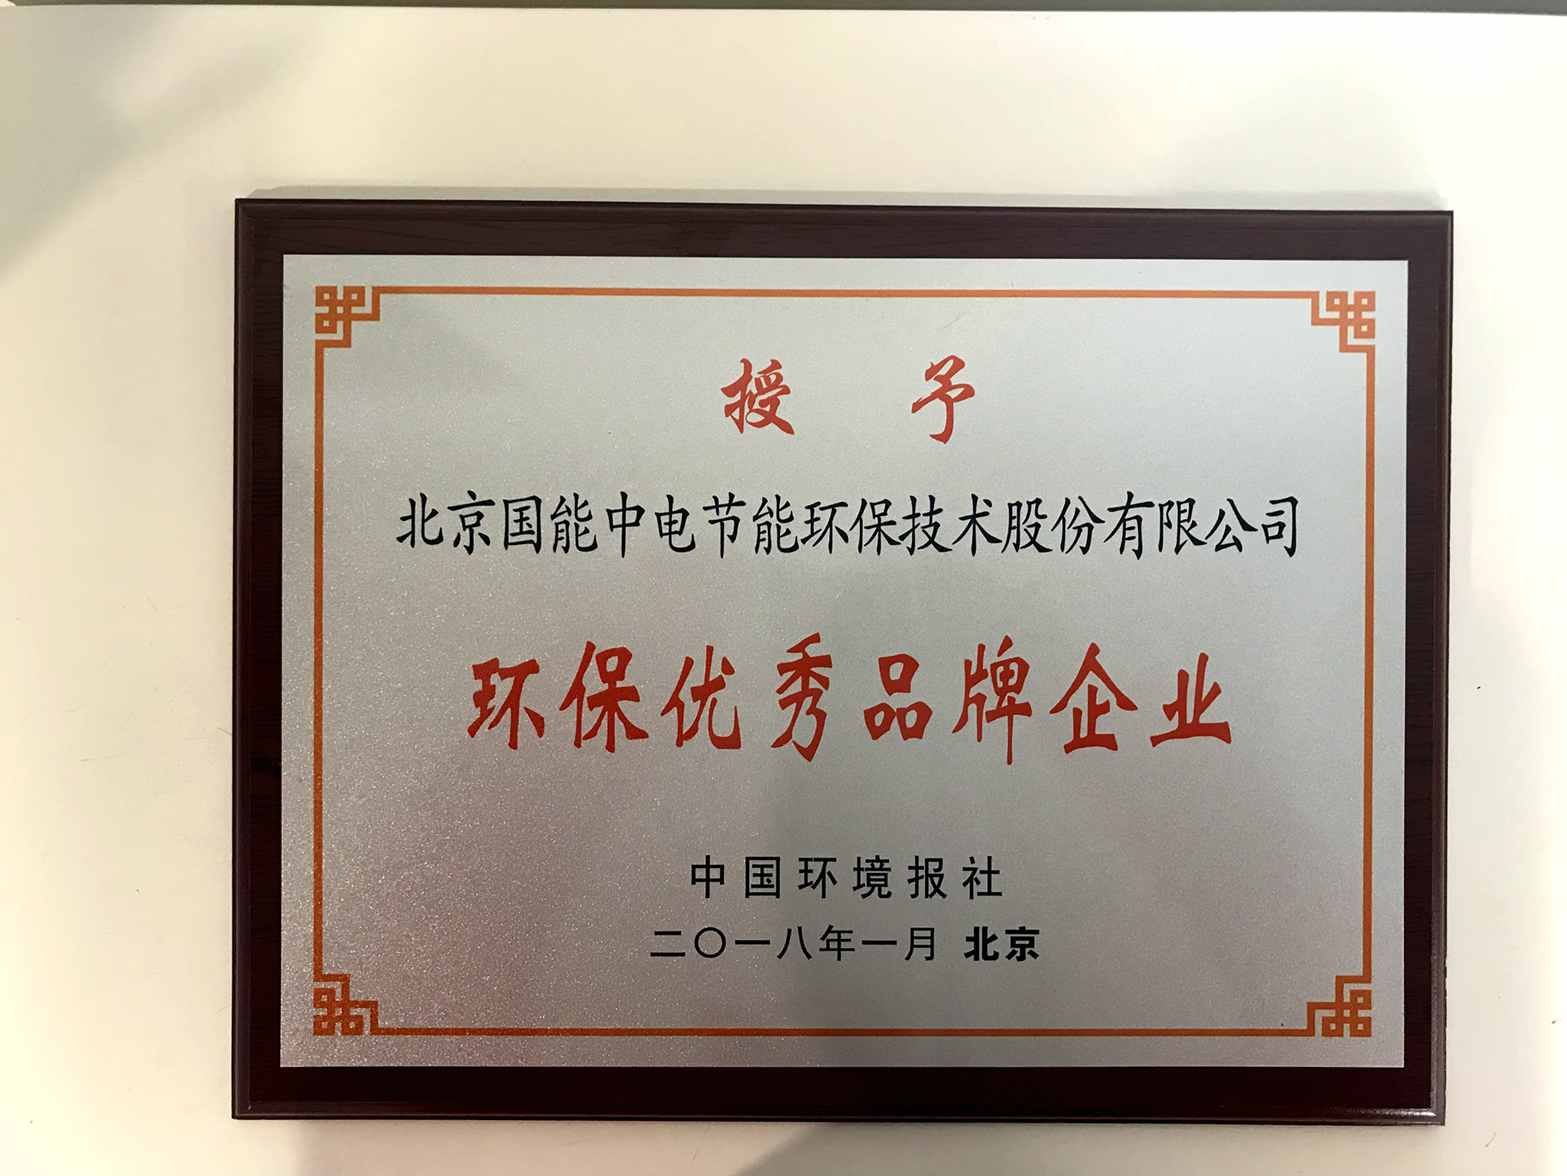 授予
北京国能中电节能环保技术股份有限公司
环保优秀品牌企业
中国环境报社
二〇一八年一月 北京